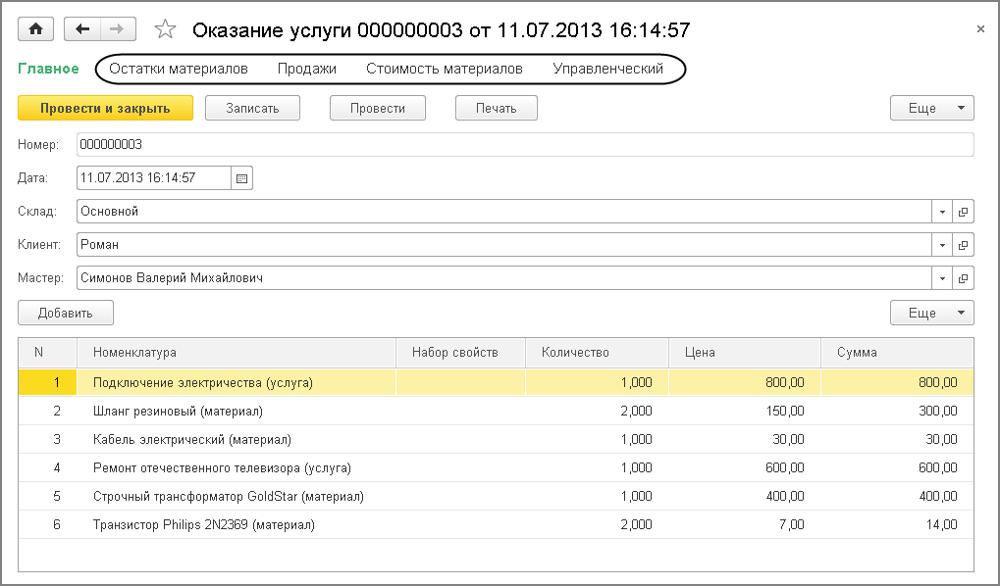 Оказание услуги 000000003 от 11.07.2013 16:14:57
Главное Остатки материалов Продажи Стоимость материалов Управленческий
Провести и закрыть Записать Провести Печать Еще
Номер: 000000003
Дата: 11.07.2013 16:14:57
Склад: Основной
Клиент: Роман
Мастер: Симонов Валерий Михайлович
Добавить Еще
N Номенклатура Набор свойств Количество Цена Сумма
1 Подключение электричества (услуга) 1,000 800,00 800,00
2 Шланг резиновый (материал) 2,000 150,00 300,00
3 Кабель электрический (материал) 1,000 30,00 30,00
4 Ремонт отечественного телевизора (услуга) 1,000 600,00 600,00
5 Строчный трансформатор GoldStar (материал) 1,000 400,00 400,00
6 Транзистор Philips 2N2369 (материал) 2,000 7,00 14,00